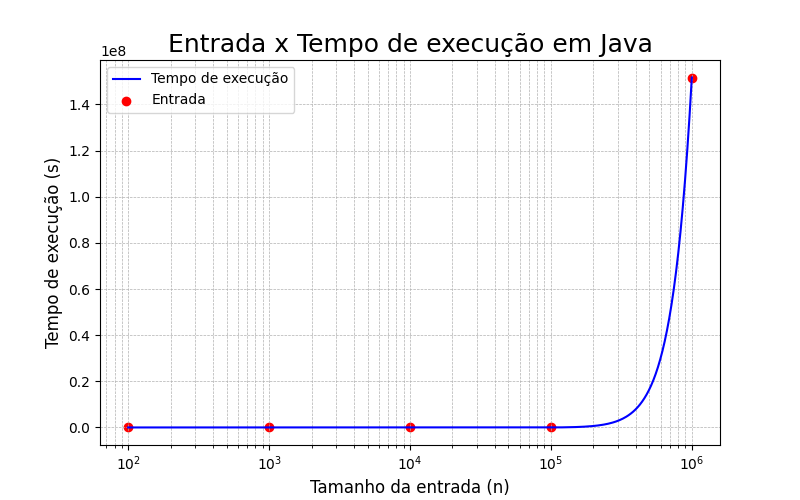 Entrada x Tempo de execução em Java
1e8
Tempo de execução
Entrada
1.4
1.2
1.0
0.8
0.6
0.4
0.2
0.0
Tempo de execução (s)
10² 10³ 10⁴ 10⁵ 10⁶
Tamanho da entrada (n)